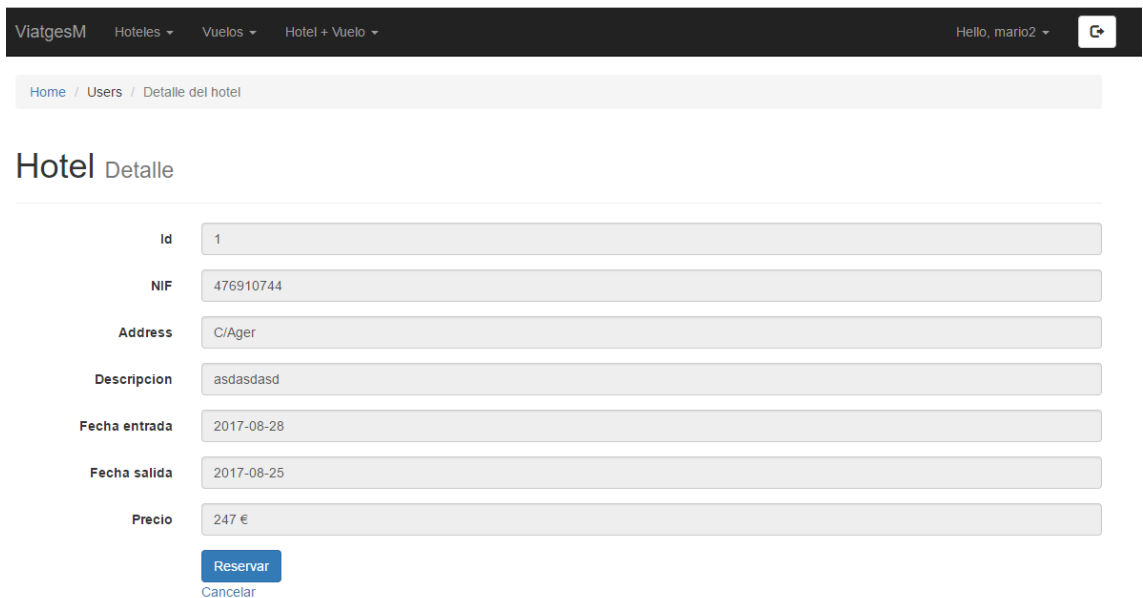 ViatgesM Hoteles Vuelos Hotel + Vuelo Hello, mario2
Home / Users / Detalle del hotel
Hotel Detalle
Id 1
NIF 476910744
Address C/Ager
Descripcion asdasdasd
Fecha entrada 2017-08-28
Fecha salida 2017-08-25
Precio 247 €
Reservar
Cancelar